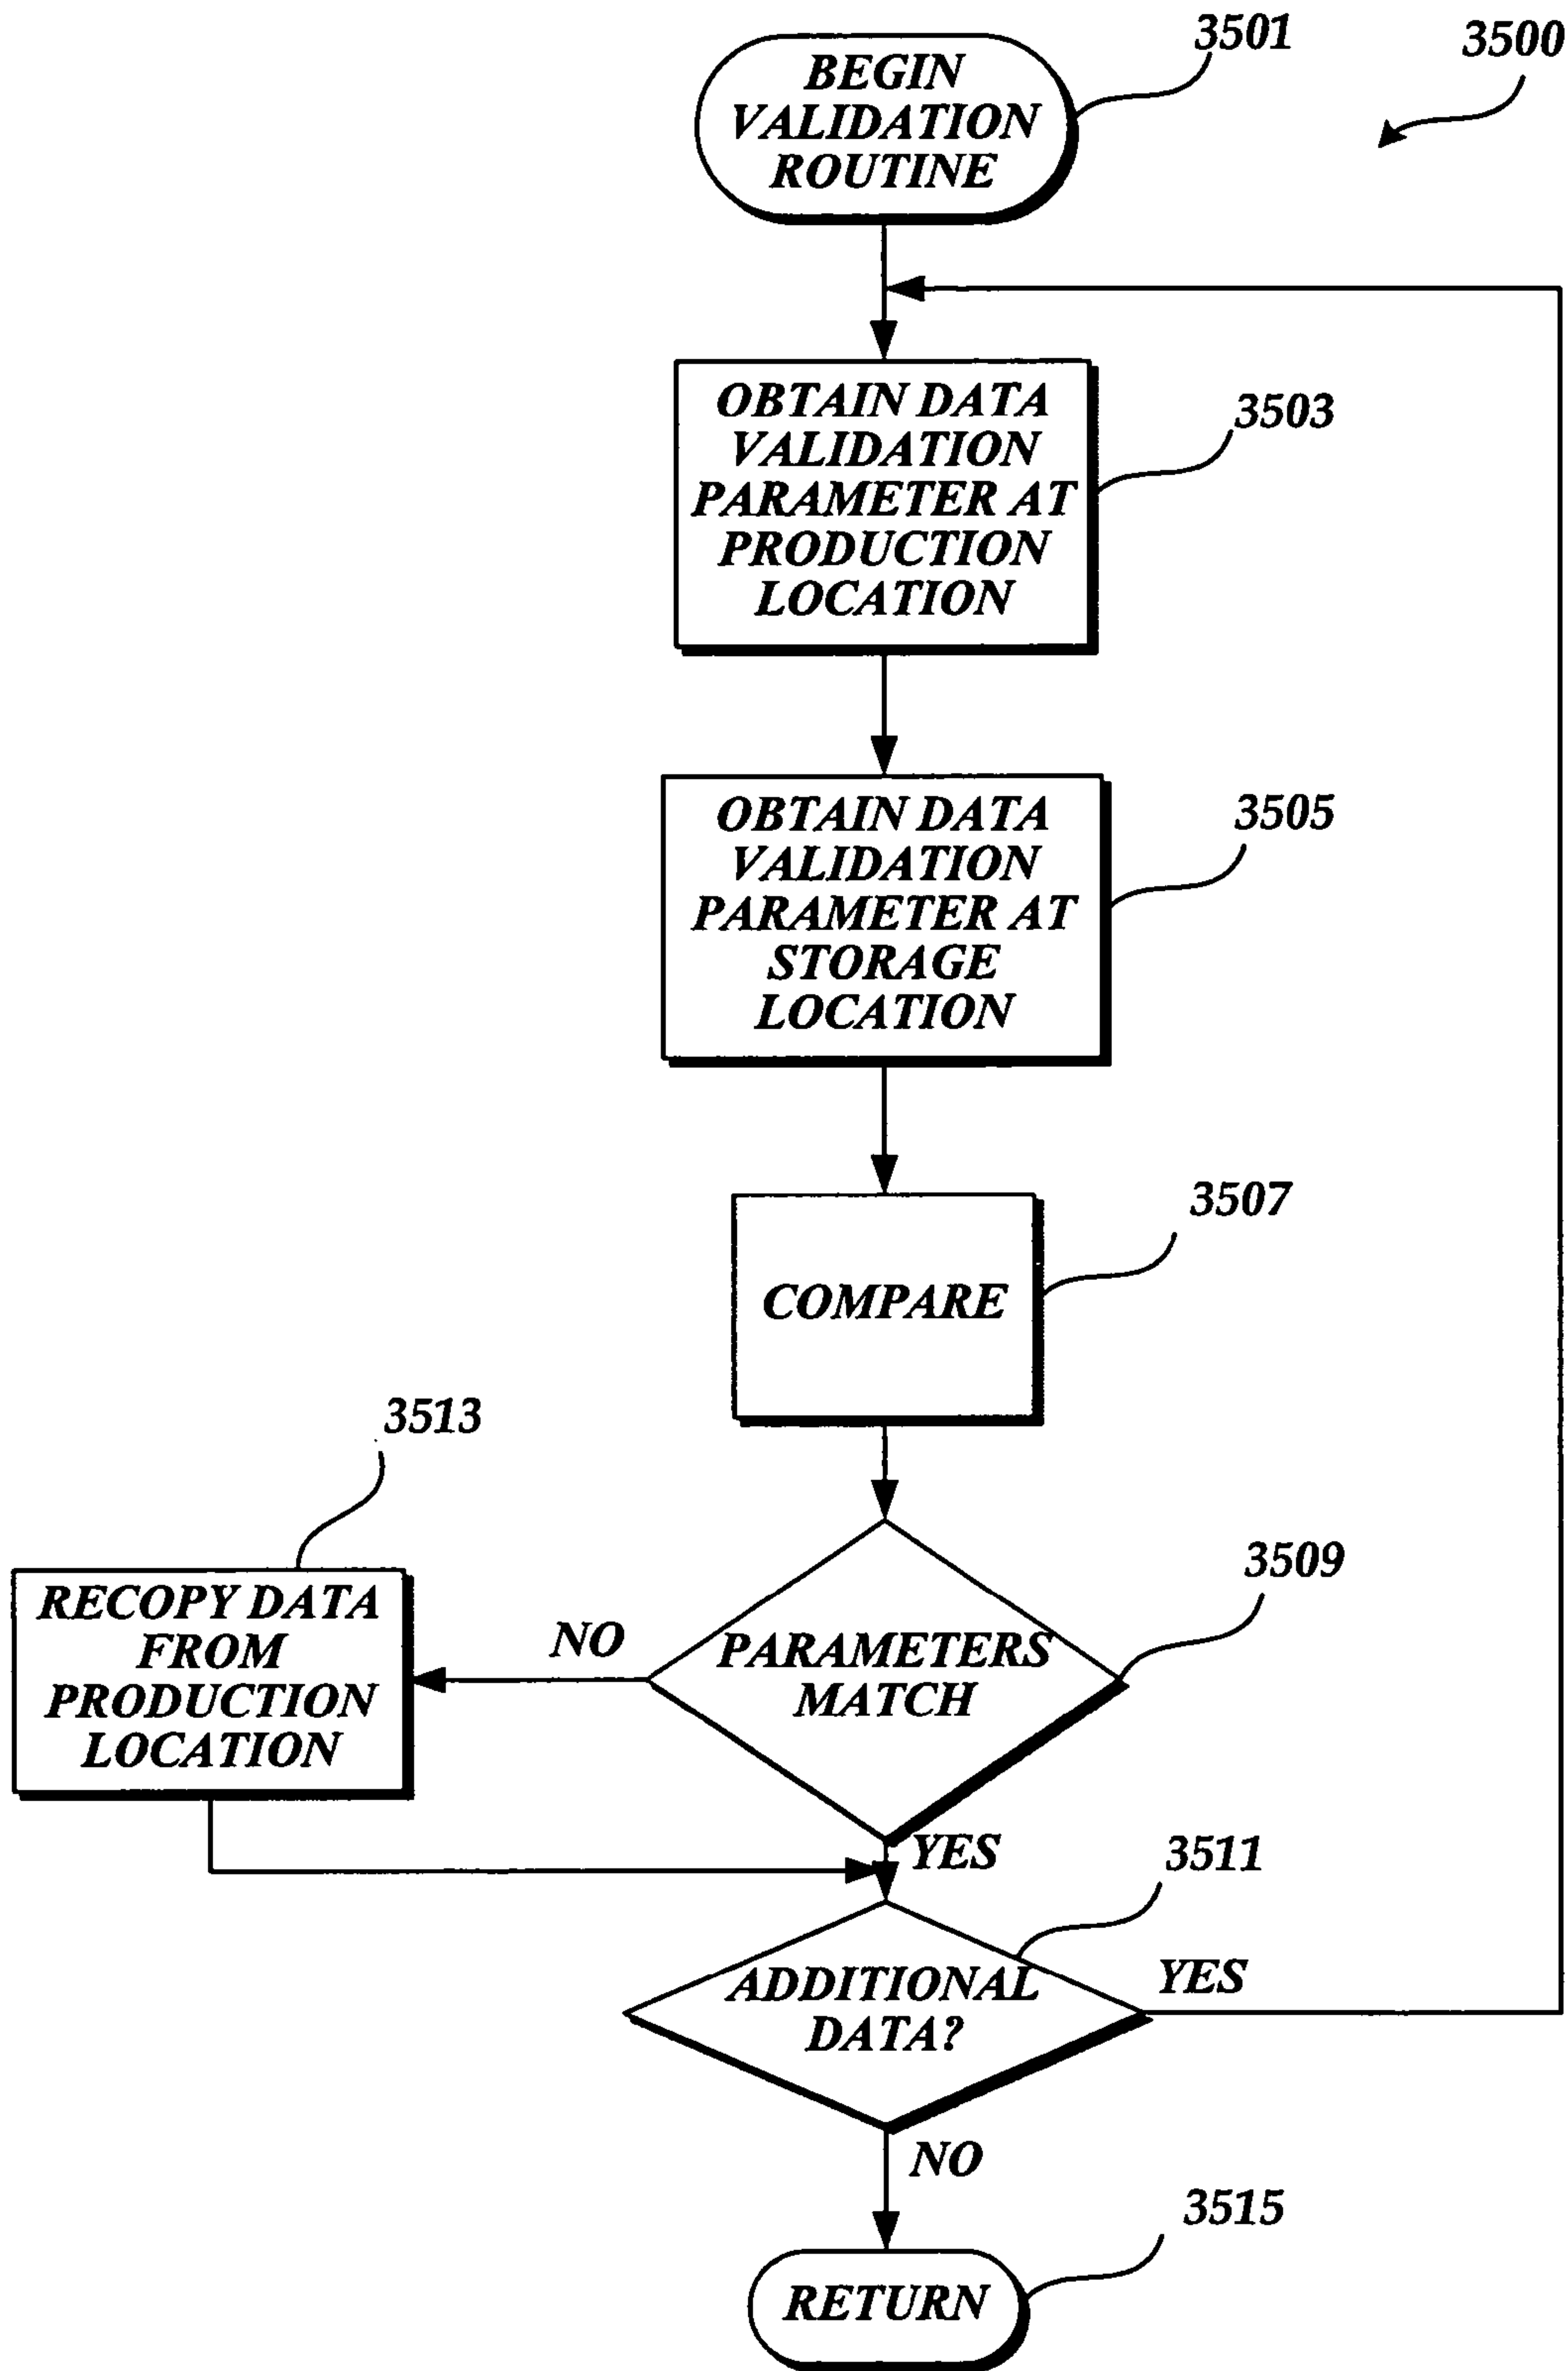 3500
3501
BEGIN
VALIDATION
ROUTINE
3503
OBTAIN DATA
VALIDATION
PARAMETER AT
PRODUCTION
LOCATION
3505
OBTAIN DATA
VALIDATION
PARAMETER AT
STORAGE
LOCATION
3507
COMPARE
3509
PARAMETERS
MATCH
NO
3513
RECOPY DATA
FROM
PRODUCTION
LOCATION
YES
3511
ADDITIONAL
DATA?
YES
NO
3515
RETURN